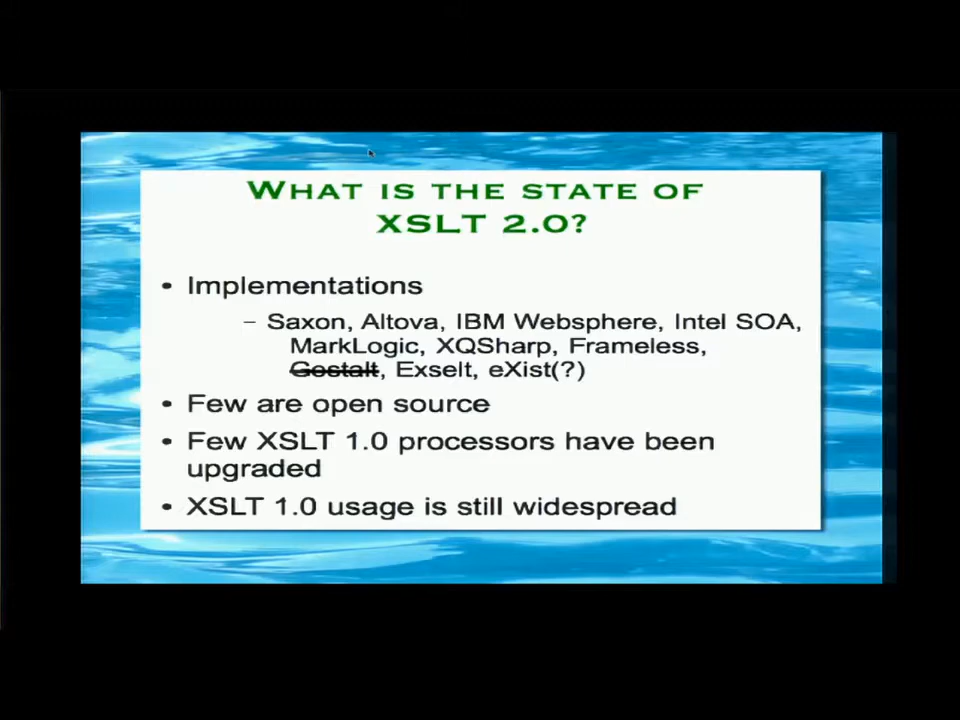 WHAT IS THE STATE OF
XSLT 2.0?
• Implementations
– Saxon, Altova, IBM Websphere, Intel SOA,
MarkLogic, XQSharp, Frameless,
Gestalt, Exselt, eXist(?)
• Few are open source
• Few XSLT 1.0 processors have been
upgraded
• XSLT 1.0 usage is still widespread